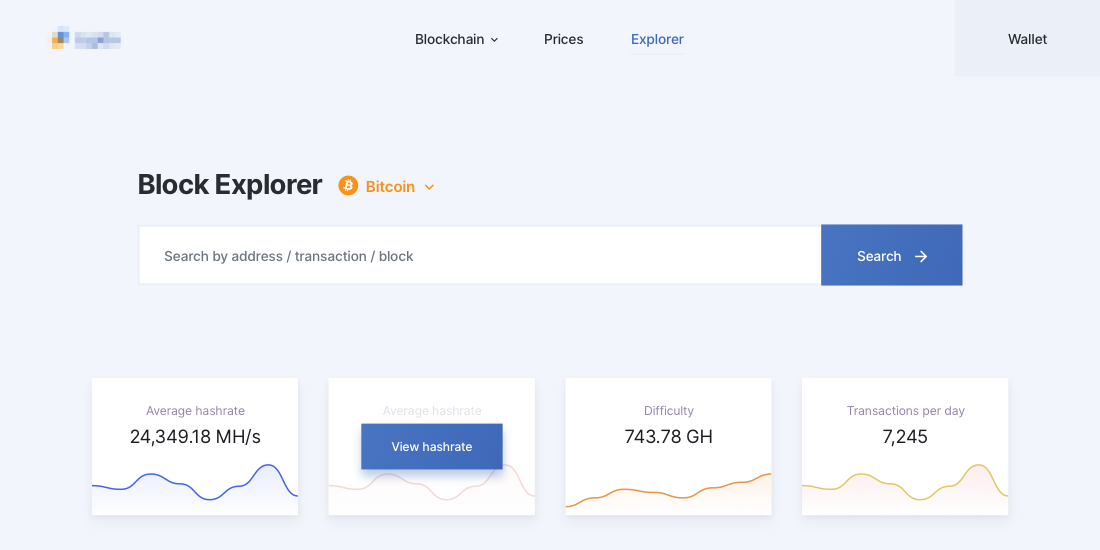 Blockchain
Prices
Explorer
Wallet
Block Explorer
Bitcoin
Search by address / transaction / block
Search
Average hashrate
24,349.18 MH/s
Average hashrate
View hashrate
Difficulty
743.78 GH
Transactions per day
7,245